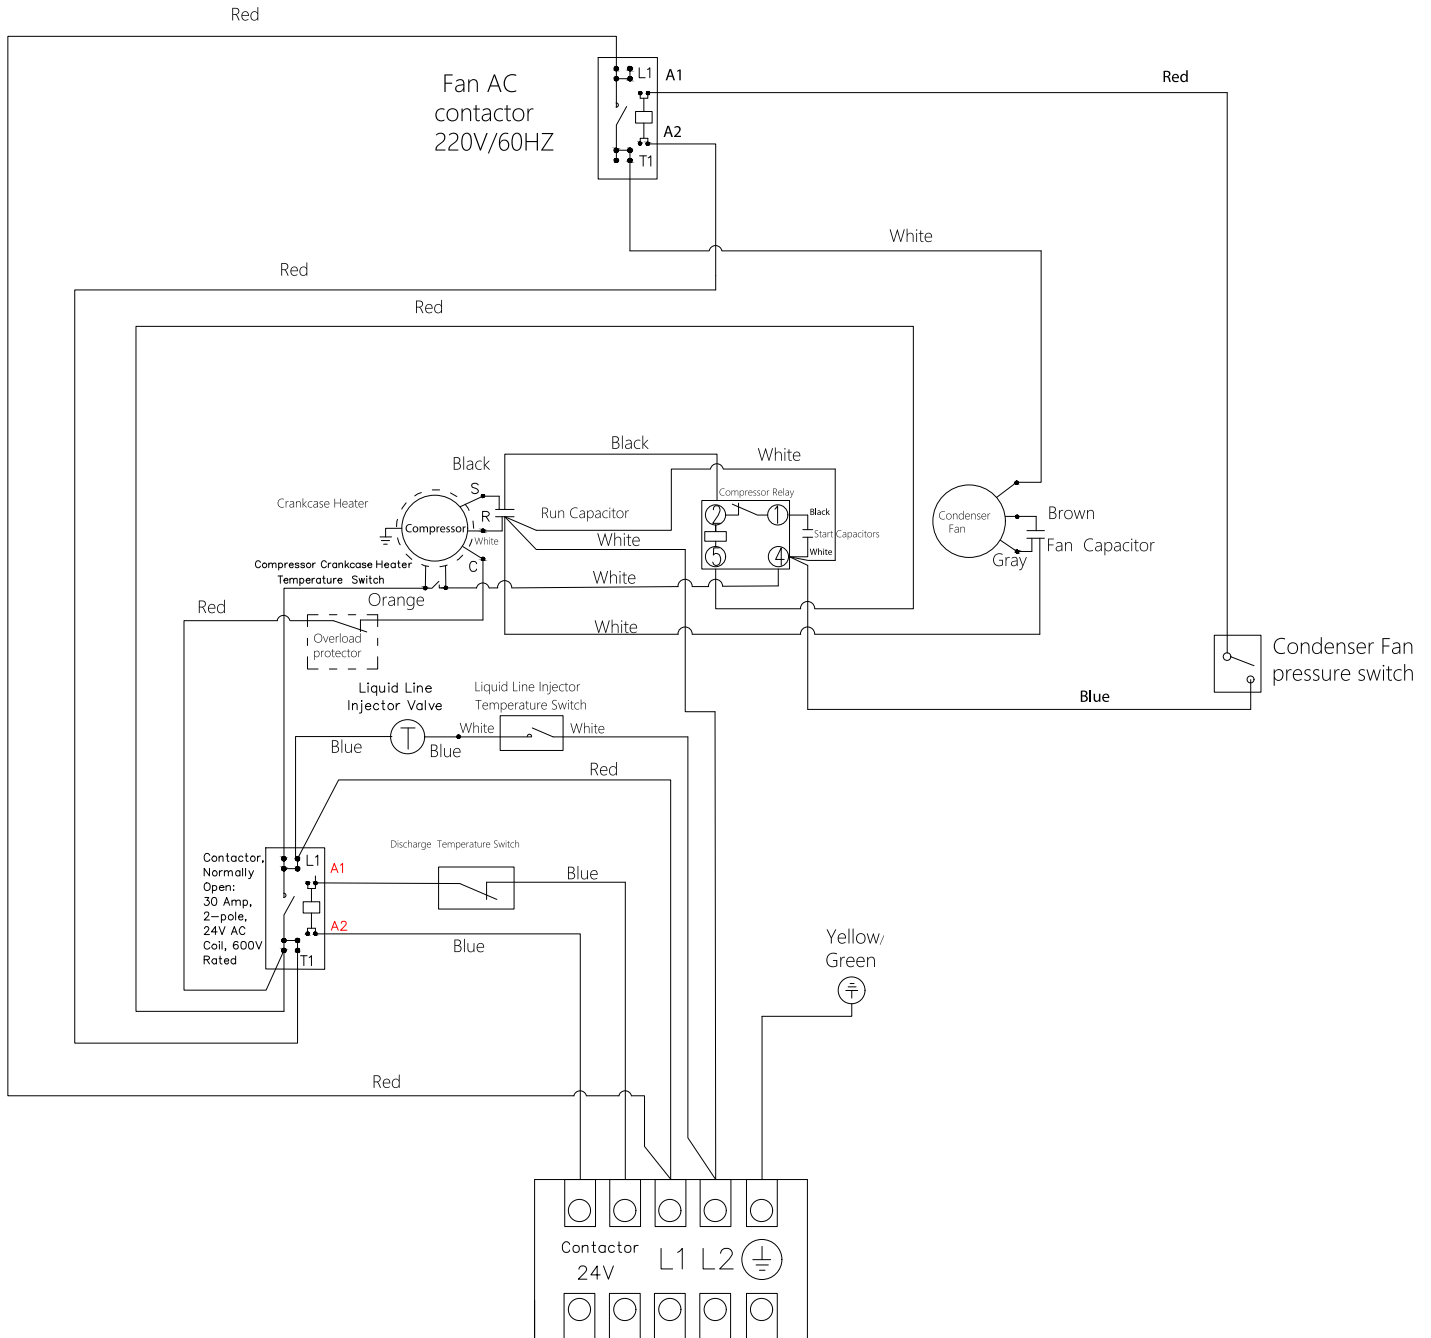 Red
Fan AC
contactor
220V/60HZ
L1
A1
A2
T1
Red
White
Red
Red
Black
White
Black
Crankcase Heater
S
R
C
Compressor
White
Run Capacitor
White
Compressor Relay
2
1
5
4
Black
Start Capacitors
White
Condenser
Fan
Brown
Fan Capacitor
Gray
Compressor Crankcase Heater
Temperature Switch
White
Orange
Red
Overload
protector
White
Condenser Fan
pressure switch
Blue
Liquid Line
Injector Valve
Liquid Line Injector
Temperature Switch
T
Blue
Blue
White
White
Red
Contactor,
Normally
Open:
30 Amp,
2-pole,
24V AC
Coil, 600V
Rated
L1
A1
A2
T1
Discharge Temperature Switch
Blue
Blue
Yellow/
Green
Red
Contactor
24V
L1
L2